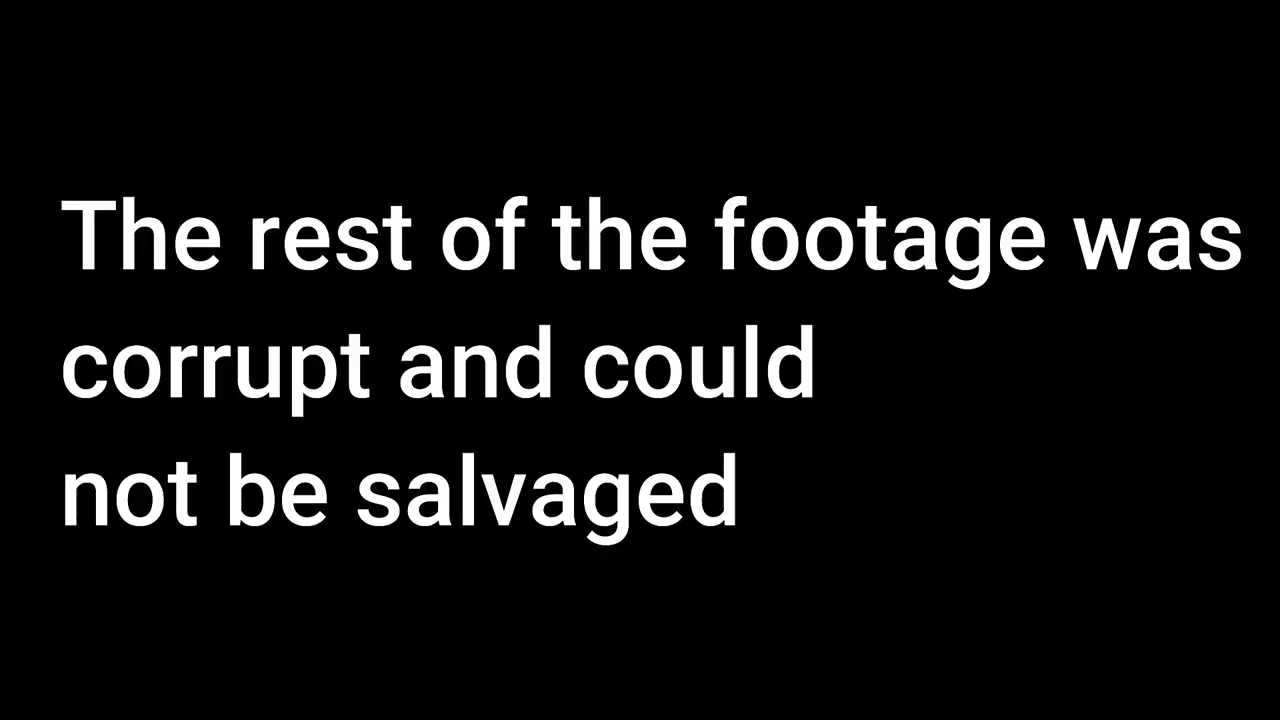 The rest of the footage was
corrupt and could
not be salvaged